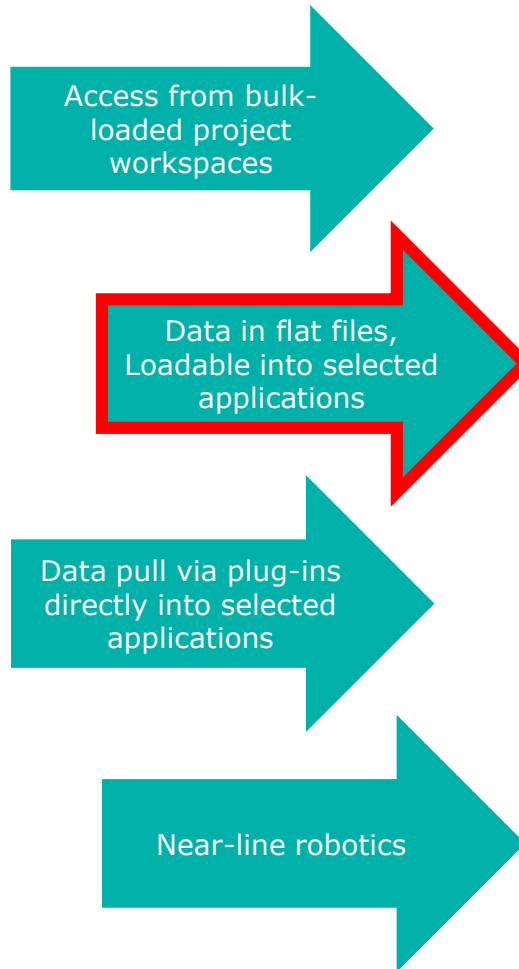 Access from bulk-
loaded project
workspaces
Data in flat files,
Loadable into selected
applications
Data pull via plug-ins
directly into selected
applications
Near-line robotics